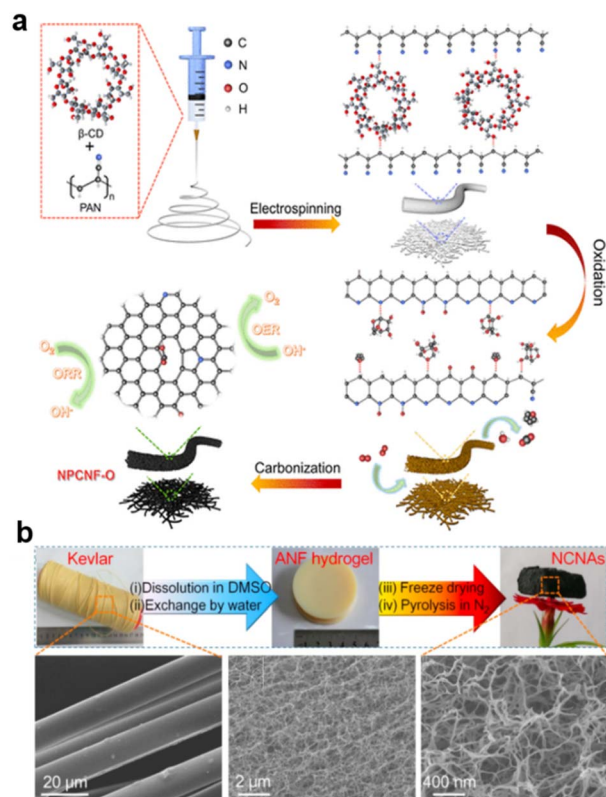 a
β-CD
+
PAN
n
C
N
O
H
Electrospinning
Oxidation
O₂
OER
OH⁻
O₂
ORR
OH⁻
NPCNF-O
Carbonization
b
Kevlar
(i)Dissolution in DMSO
(ii)Exchange by water
ANF hydrogel
(iii) Freeze drying
(iv) Pyrolysis in N₂
NCNAs
20 μm
2 μm
400 nm